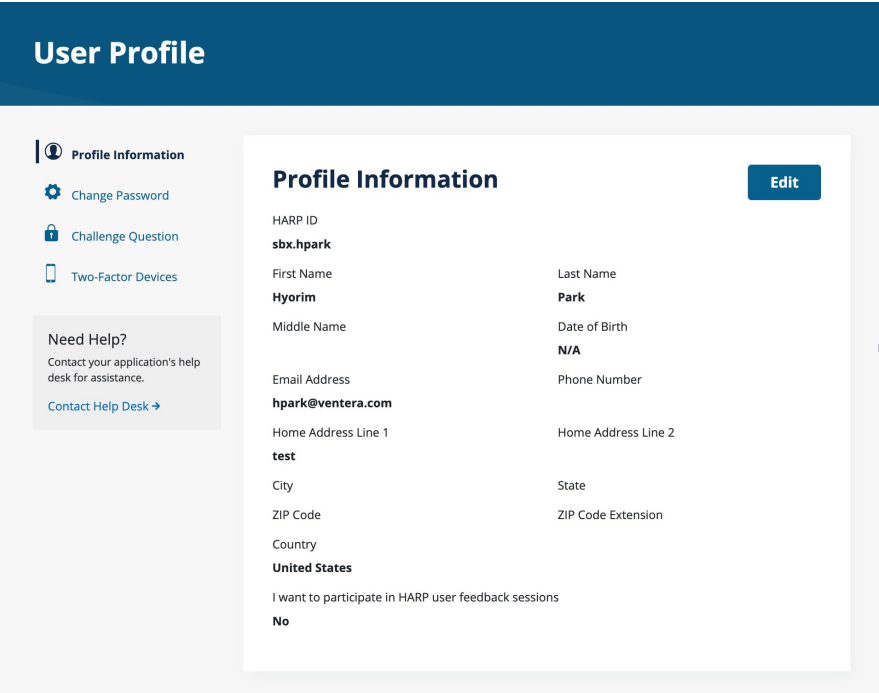 User Profile
Profile Information
Change Password
Challenge Question
Two-Factor Devices
Need Help?
Contact your application's help
desk for assistance.
Contact Help Desk →
Profile Information
Edit
HARP ID
sbx.hpark
First Name
Last Name
Hyorim
Park
Middle Name
Date of Birth
N/A
Email Address
Phone Number
hpark@ventera.com
Home Address Line 1
Home Address Line 2
test
City
State
ZIP Code
ZIP Code Extension
Country
United States
I want to participate in HARP user feedback sessions
No